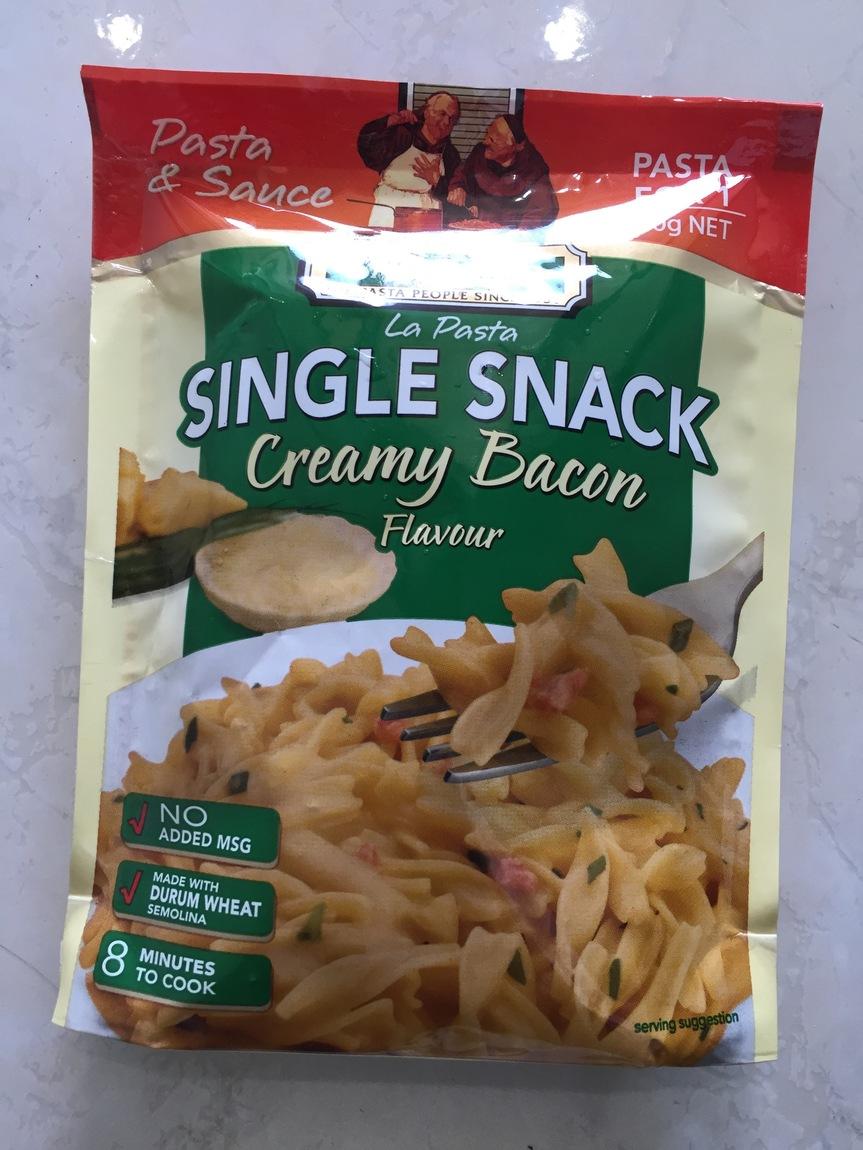 Pasta
& Sauce
PASTA
NET
PASTA PEOPLE
La Pasta
SINGLE SNACK
Creamy Bacon
Flavour
NO
ADDED MSG
MADE WITH
DURUM WHEAT
SEMOLINA
8 MINUTES
TO COOK
serving suggestion